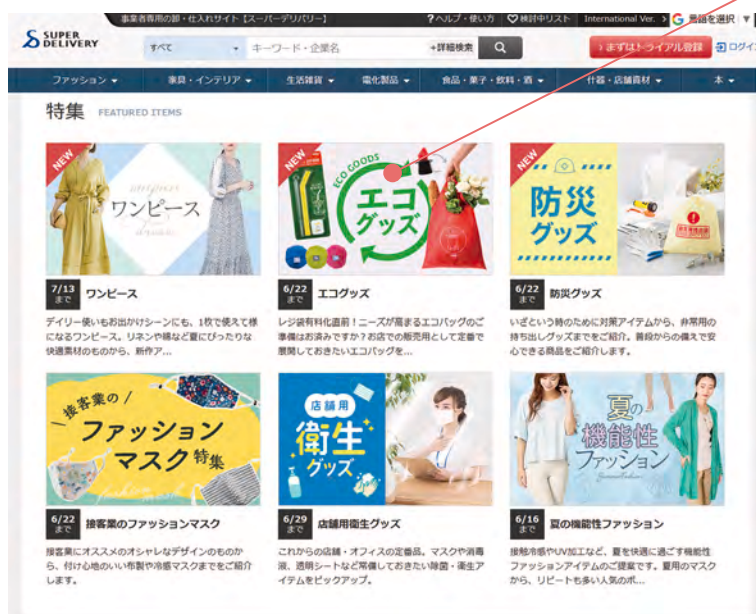 事業者専用の卸・仕入れサイト【スーパーデリバリー】
?ヘルプ・使い方 ♡検討中リスト International Ver. > G 言語を選択 ▼
SUPER DELIVERY
すべて
キーワード・企業名
+詳細検索
> まずは!トライアル登録
ログイ
ファッション 家具・インテリア 生活雑貨 電化製品 食品・菓子・飲料・酒 什器・店舗資材 本
特集 FEATURED ITEMS
NEW
ワンピース
NEW
ECO GOODS
エコ
グッズ
NEW
防災
グッズ
7/13
まで
ワンピース
6/22
まで
エコグッズ
6/22
まで
防災グッズ
デイリー使いもお出かけシーンにも、1枚で使えて様
になるワンピース。リネンや綿など夏にぴったりな
快適素材のものから、新作ア...
レジ袋有料化直前!ニーズが高まるエコバッグのご
準備はお済みですか?お店での販売用として定番で
展開しておきたいエコバッグを...
いざという時のために対策アイテムから、非常用の
持ち出しグッズまでをご紹介。普段からの備えで安
心できる商品をご紹介します。
接客業の
ファッション
マスク特集
店舗用
衛生
グッズ
夏の
機能性
ファッション
6/22
まで
接客業のファッションマスク
6/29
まで
店舗用衛生グッズ
6/16
まで
夏の機能性ファッション
接客業にオススメのオシャレなデザインのものか
ら、付け心地のいい布製や冷感マスクまでをご紹介
します。
これからの店舗・オフィスの定番品。マスクや消毒
液、透明シートなど常備しておきたい除菌・衛生ア
イテムをピックアップ。
接触冷感やUV加工など、夏を快適に過ごす機能性
ファッションアイテムのご提案です。夏用のマスク
から、リピートも多い人気のボ...